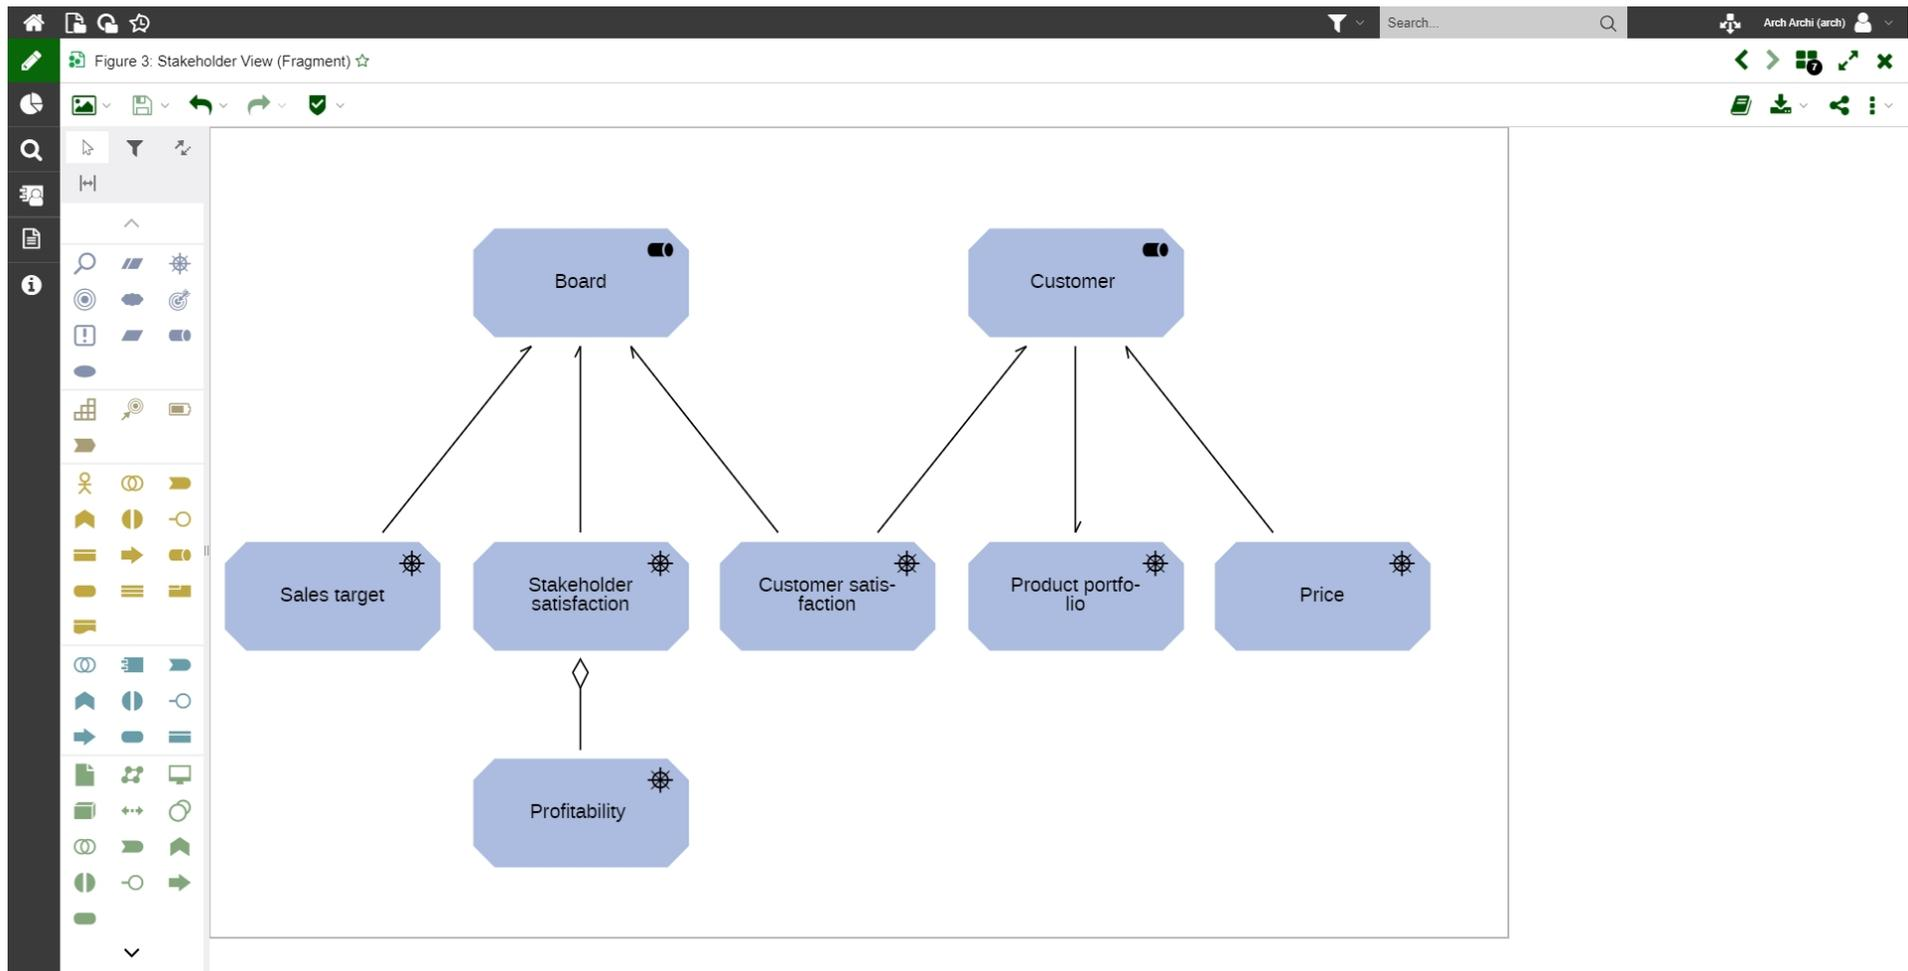 Search...
Arch Archi (arch)
Figure 3: Stakeholder View (Fragment)
7
Board
Customer
Sales target
Stakeholder
satisfaction
Customer satis-
faction
Product portfo-
lio
Price
Profitability